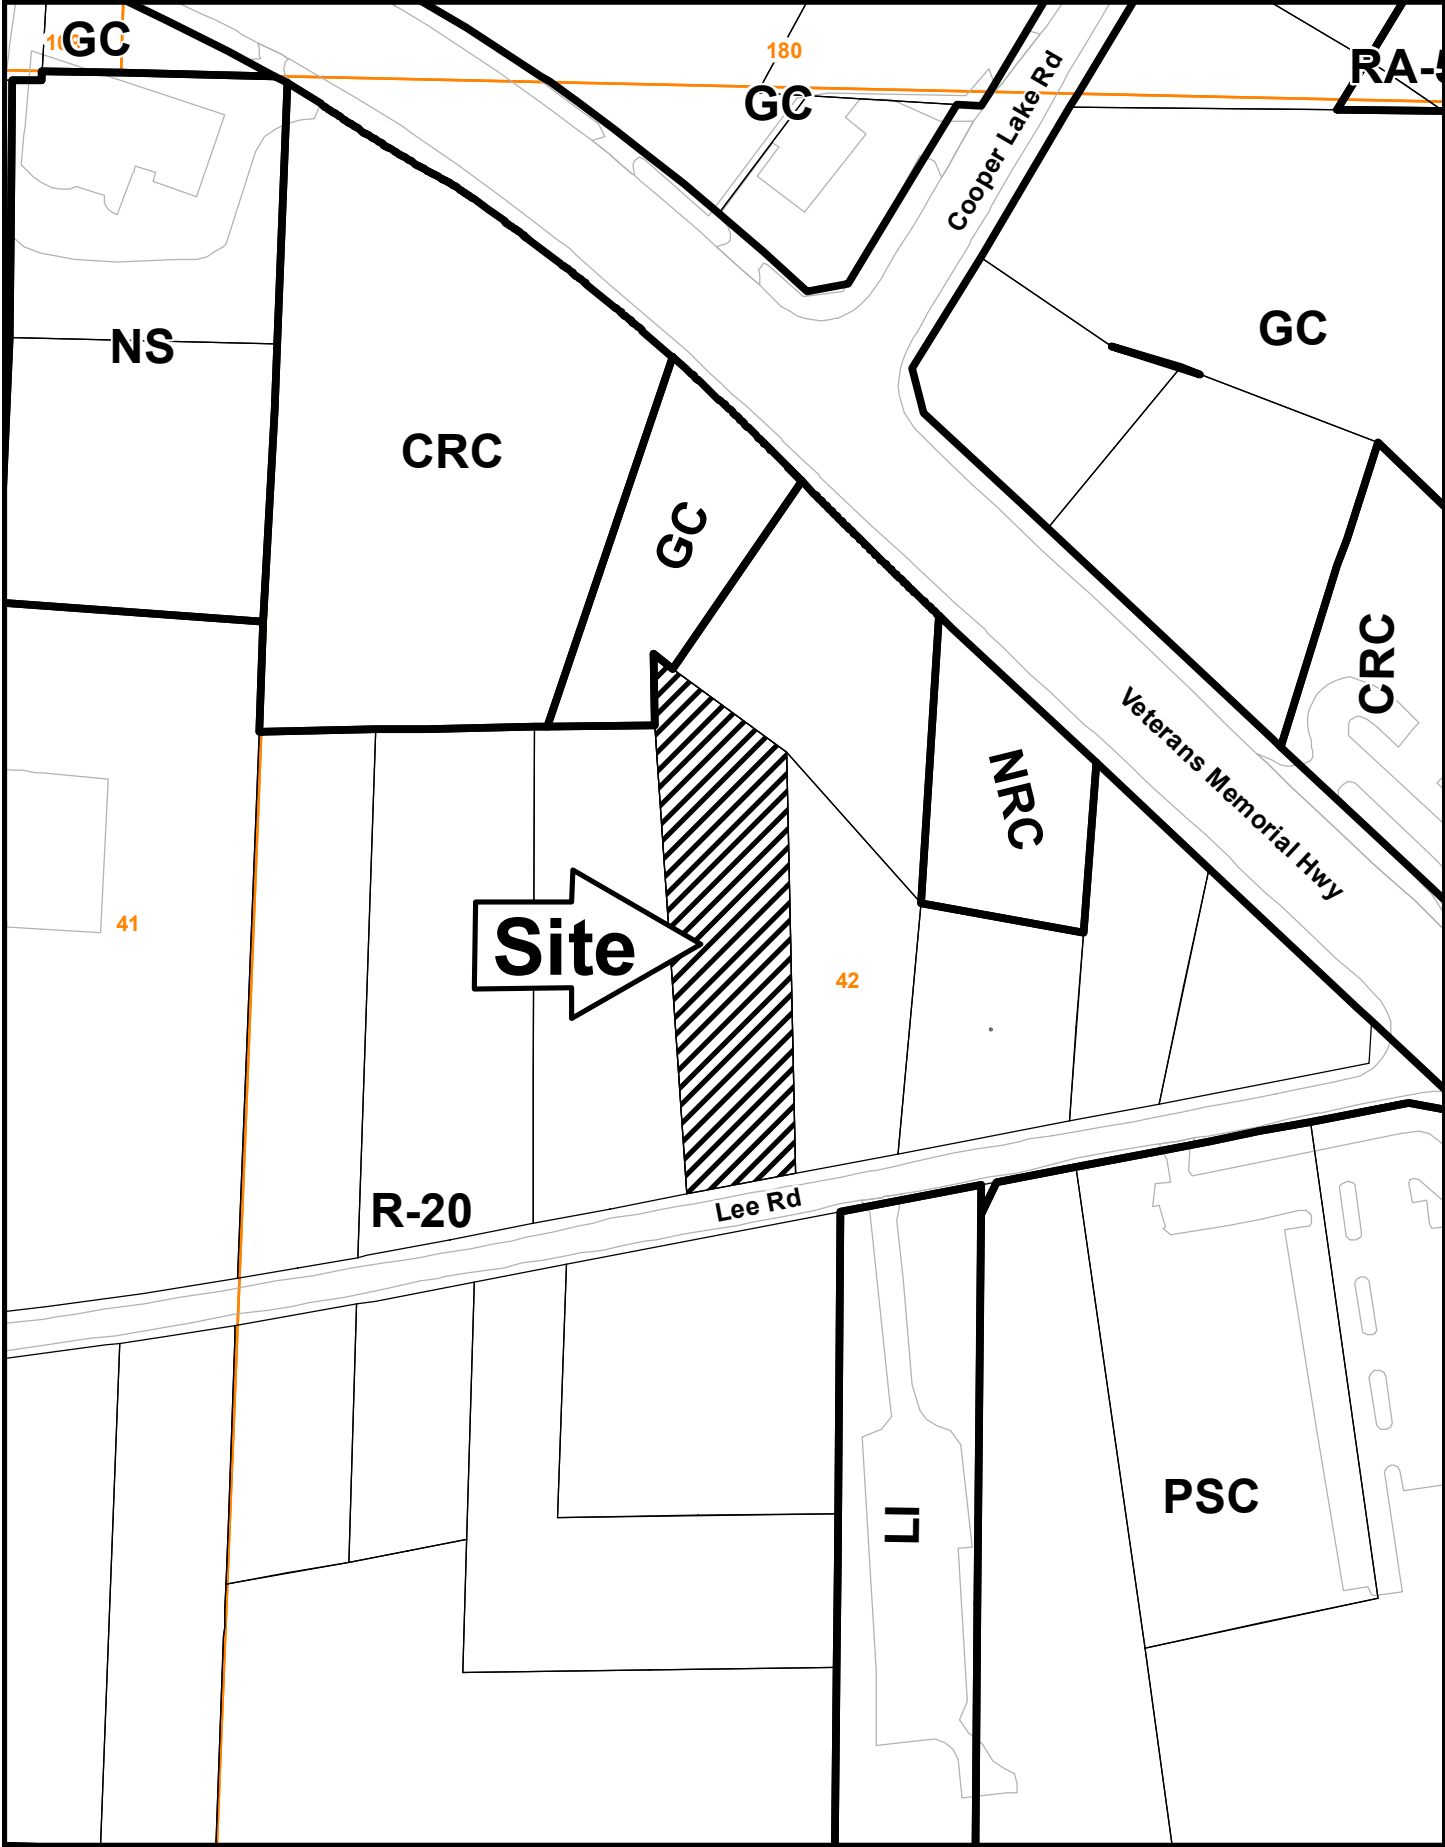 GC
180
GC
RA-5
Cooper Lake Rd
NS
GC
CRC
GC
CRC
Veterans Memorial Hwy
NRC
41
Site
42
R-20
Lee Rd
LI
PSC